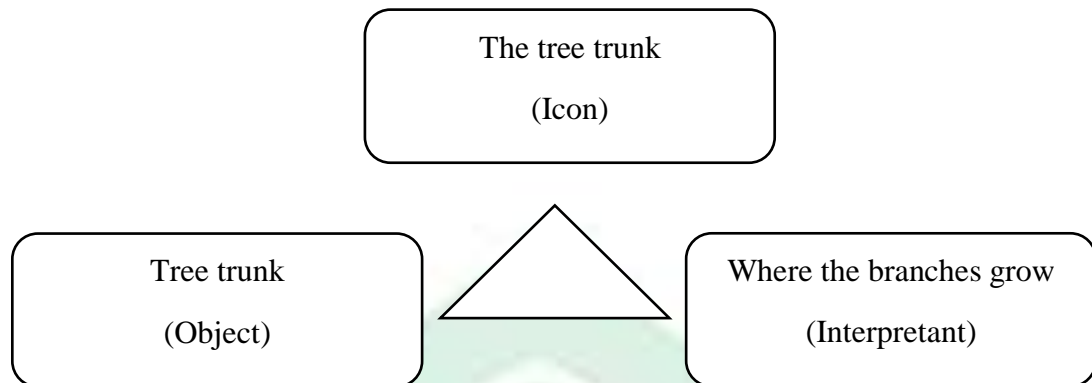 The tree trunk
(Icon)
Tree trunk
(Object)
Where the branches grow
(Interpretant)